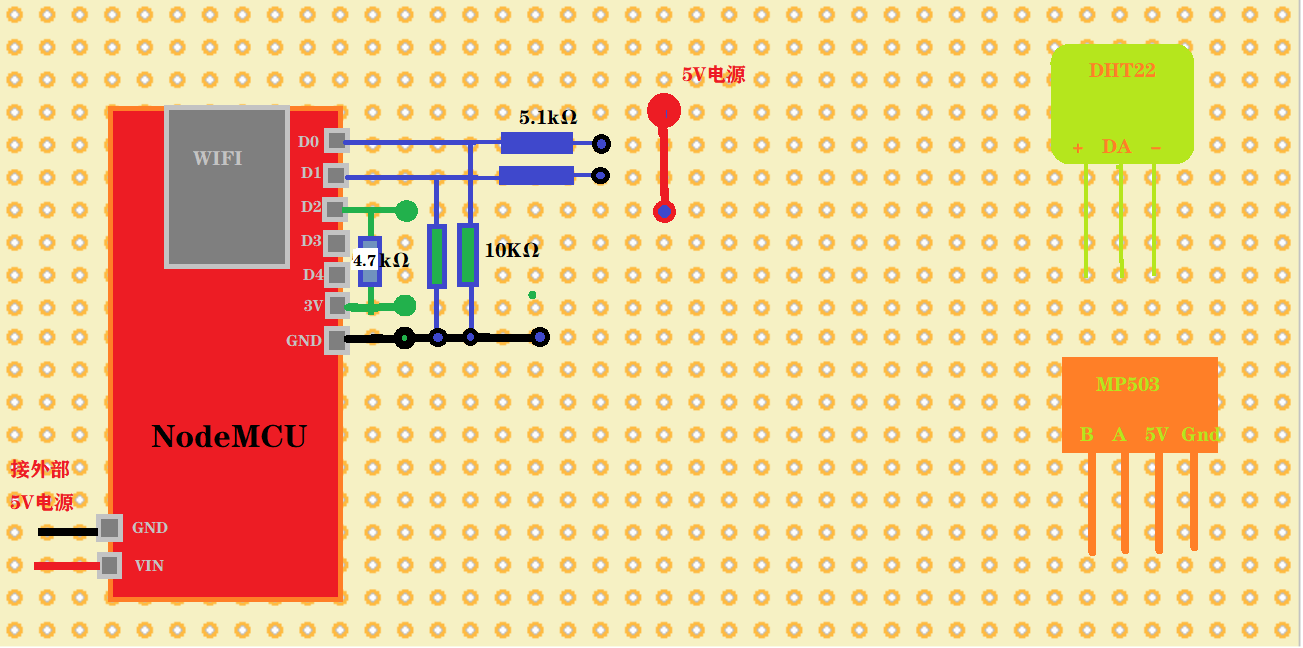 5V电源
DHT22
+ DA −
5.1kΩ
WIFI
D0
D1
D2
D3
D4
3V
GND
4.7kΩ
10KΩ
MP503
B A 5V Gnd
NodeMCU
接外部
5V电源
GND
VIN